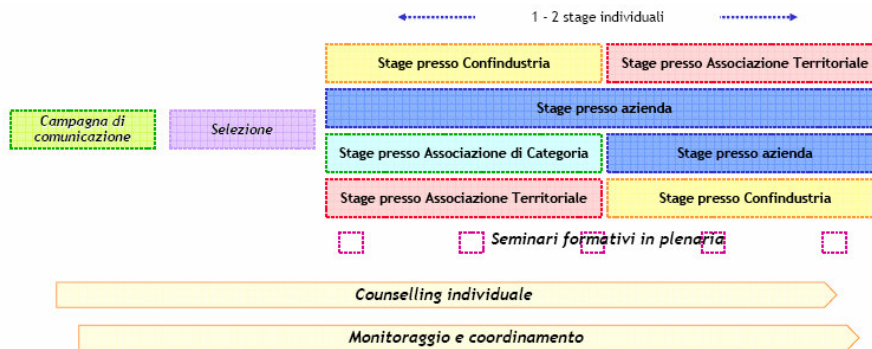 1 - 2 stage individuali
Stage presso Confindustria
Stage presso Associazione Territoriale
Stage presso azienda
Campagna di
comunicazione
Selezione
Stage presso Associazione di Categoria
Stage presso azienda
Stage presso Associazione Territoriale
Stage presso Confindustria
Seminari formativi in plenaria
Counselling individuale
Monitoraggio e coordinamento